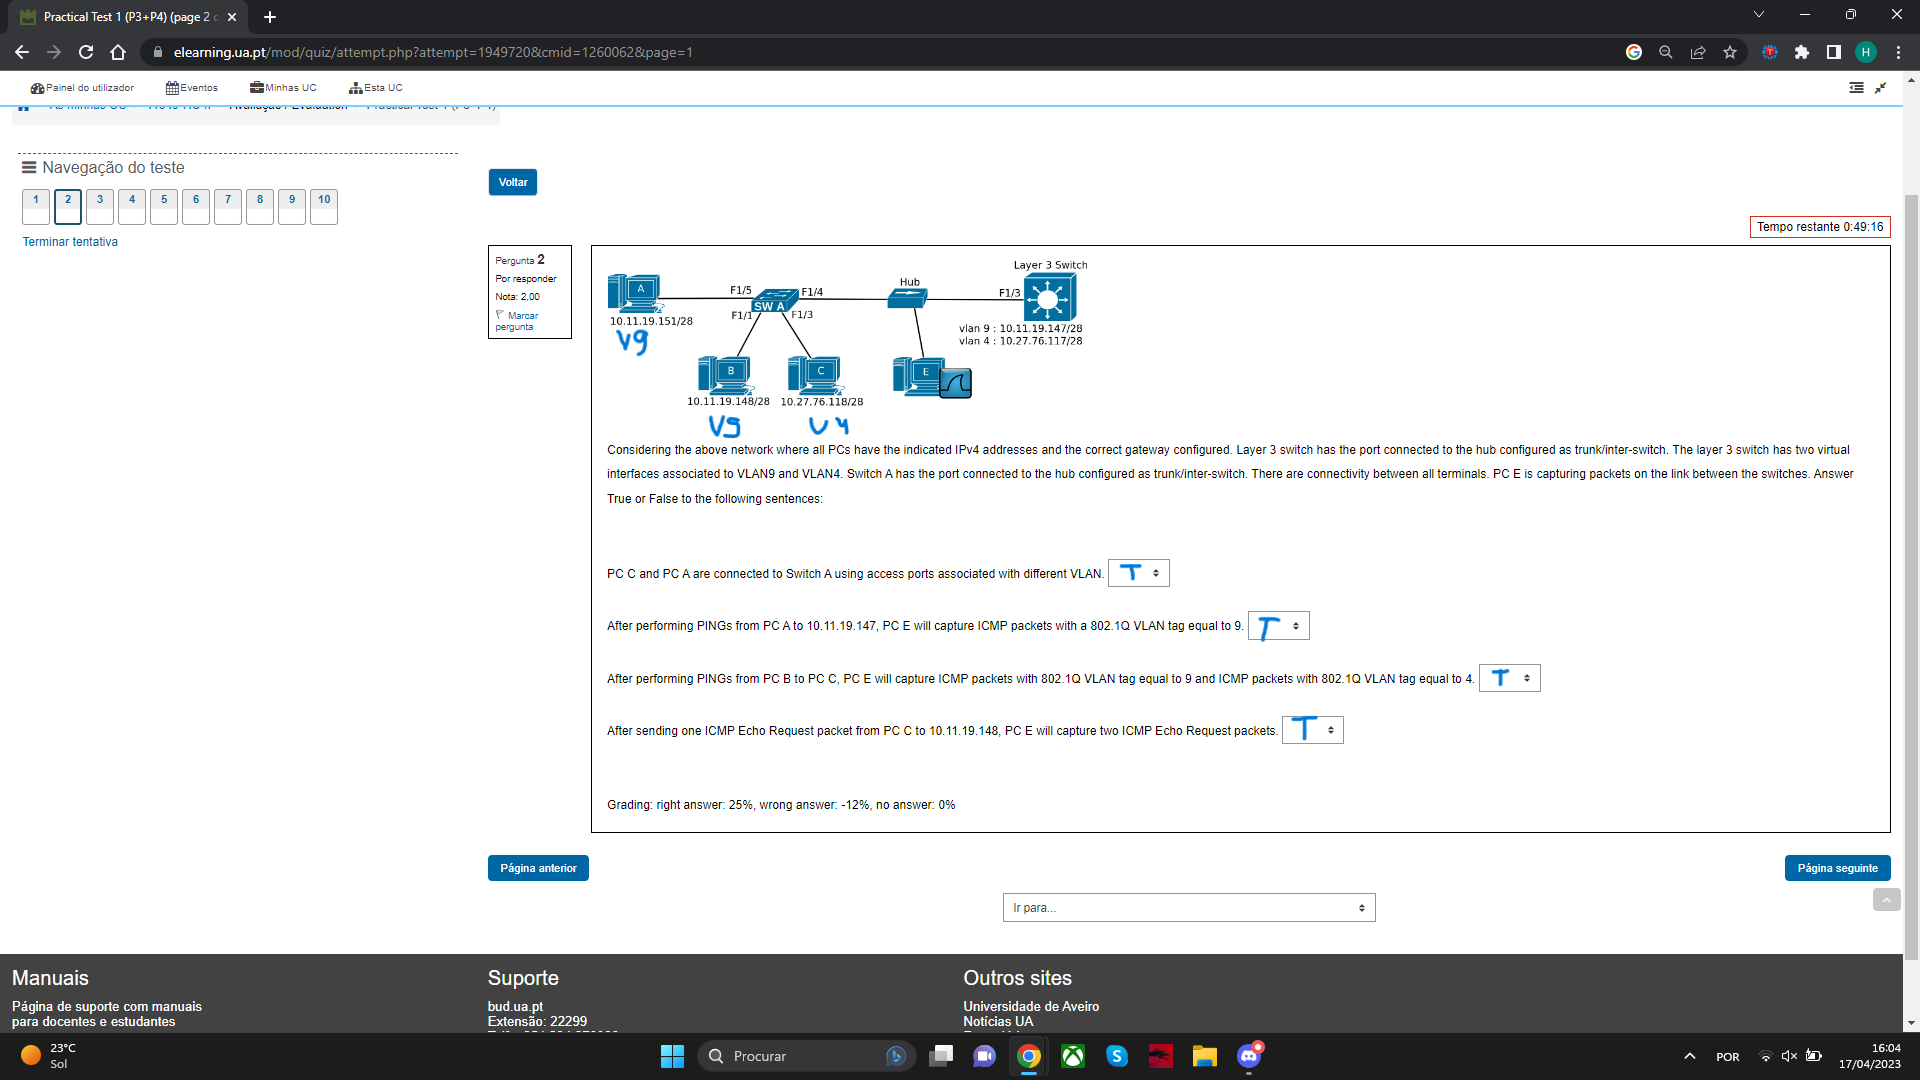 Practical Test 1 (P3+P4) (page 2 o
elearning.ua.pt/mod/quiz/attempt.php?attempt=1949720&cmid=1260062&page=1
H
Painel do utilizador
Eventos
Minhas UC
Esta UC
Navegação do teste
1 2 3 4 5 6 7 8 9 10
Terminar tentativa
Voltar
Tempo restante 0:49:16
Pergunta 2
Por responder
Nota: 2,00
Marcar
pergunta
Layer 3 Switch
Hub
A
F1/5
F1/4
F1/3
SW A
10.11.19.151/28
F1/1
F1/3
V9
vlan 9 : 10.11.19.147/28
vlan 4 : 10.27.76.117/28
B
C
E
10.11.19.148/28 10.27.76.118/28
V9
V4
Considering the above network where all PCs have the indicated IPv4 addresses and the correct gateway configured. Layer 3 switch has the port connected to the hub configured as trunk/inter-switch. The layer 3 switch has two virtual
interfaces associated to VLAN9 and VLAN4. Switch A has the port connected to the hub configured as trunk/inter-switch. There are connectivity between all terminals. PC E is capturing packets on the link between the switches. Answer
True or False to the following sentences:
PC C and PC A are connected to Switch A using access ports associated with different VLAN. T
After performing PINGs from PC A to 10.11.19.147, PC E will capture ICMP packets with a 802.1Q VLAN tag equal to 9. T
After performing PINGs from PC B to PC C, PC E will capture ICMP packets with 802.1Q VLAN tag equal to 9 and ICMP packets with 802.1Q VLAN tag equal to 4. T
After sending one ICMP Echo Request packet from PC C to 10.11.19.148, PC E will capture two ICMP Echo Request packets. T
Grading: right answer: 25%, wrong answer: -12%, no answer: 0%
Página anterior
Página seguinte
Ir para...
Manuais
Página de suporte com manuais
para docentes e estudantes
Suporte
bud.ua.pt
Extensão: 22299
Outros sites
Universidade de Aveiro
Notícias UA
23°C
Sol
Procurar
POR
16:04
17/04/2023